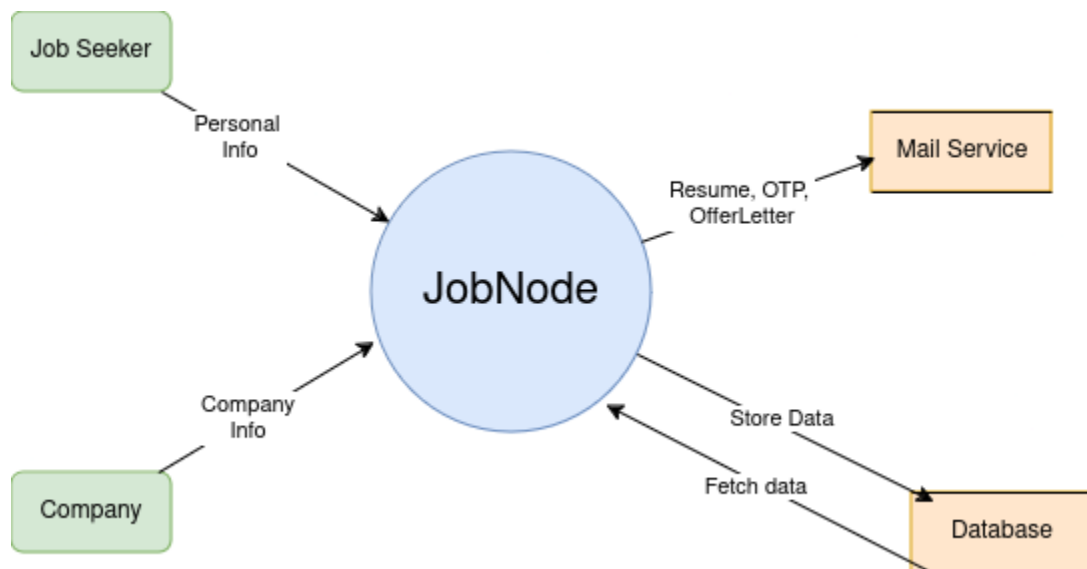 Job Seeker
Personal
Info
Mail Service
Resume, OTP,
OfferLetter
JobNode
Company
Info
Store Data
Fetch data
Company
Database